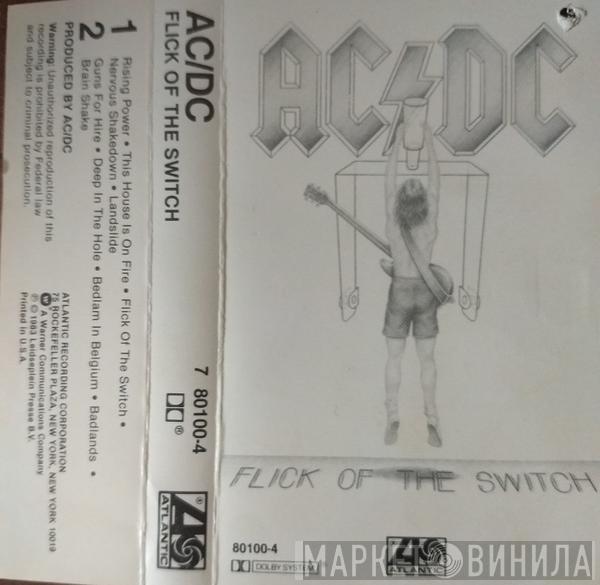 AC/DC
FLICK OF THE SWITCH
80100-4
DOLBY SYSTEM
ATLANTIC
AC/DC
FLICK OF THE SWITCH
7 80100-4
®
ATLANTIC
1
Rising Power • This House Is On Fire • Flick Of The Switch •
Nervous Shakedown • Landslide
2
Guns For Hire • Deep In The Hole • Bedlam In Belgium • Badlands •
Brain Shake
PRODUCED BY AC/DC
Warning: Unauthorized reproduction of this
recording is prohibited by Federal law
and subject to criminal prosecution.
ATLANTIC RECORDING CORPORATION
75 ROCKEFELLER PLAZA, NEW YORK, NEW YORK 10019
A Warner Communications Company
℗ © 1983 Leidseplein Presse B.V.
Printed in U.S.A.
МАРКЕТ ВИНИЛА